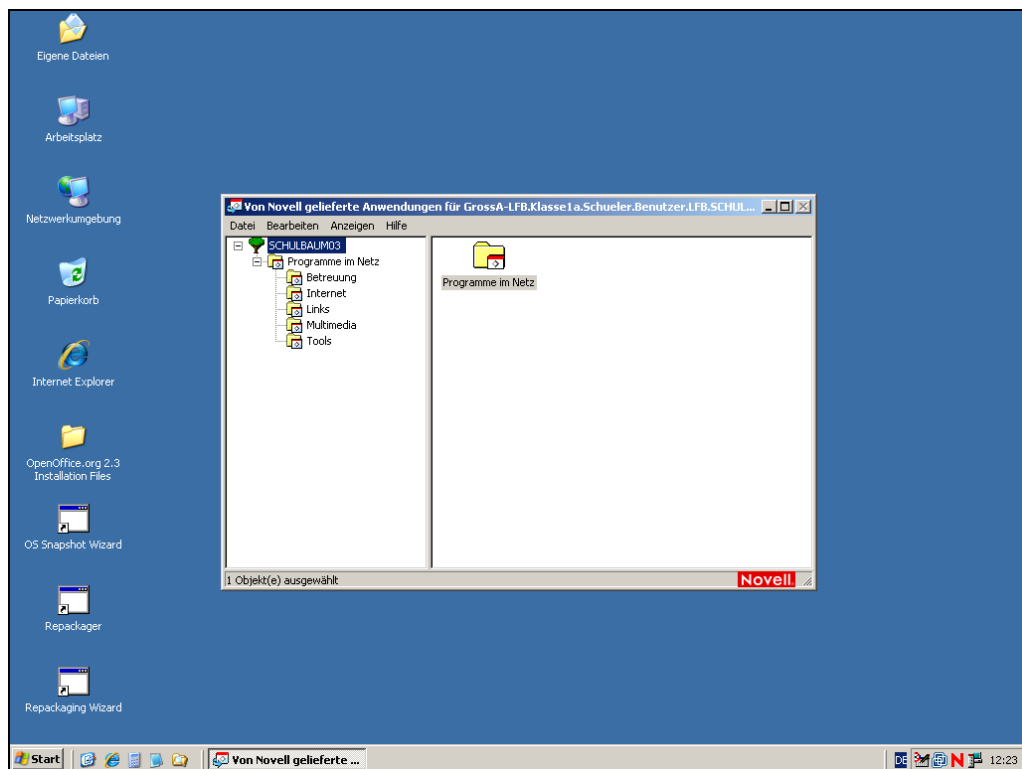 Eigene Dateien
Arbeitsplatz
Netzwerkumgebung
Papierkorb
Internet Explorer
OpenOffice.org 2.3
Installation Files
OS Snapshot Wizard
Repackager
Repackaging Wizard
Von Novell gelieferte Anwendungen für GrossA-LFB.Klasse1a.Schueler.Benutzer.LFB.SCHUL...
Datei Bearbeiten Anzeigen Hilfe
SCHULBAUM03
Programme im Netz
Betreuung
Internet
Links
Multimedia
Tools
Programme im Netz
1 Objekt(e) ausgewählt
Novell.
Start
Von Novell gelieferte ...
DE
N
12:23